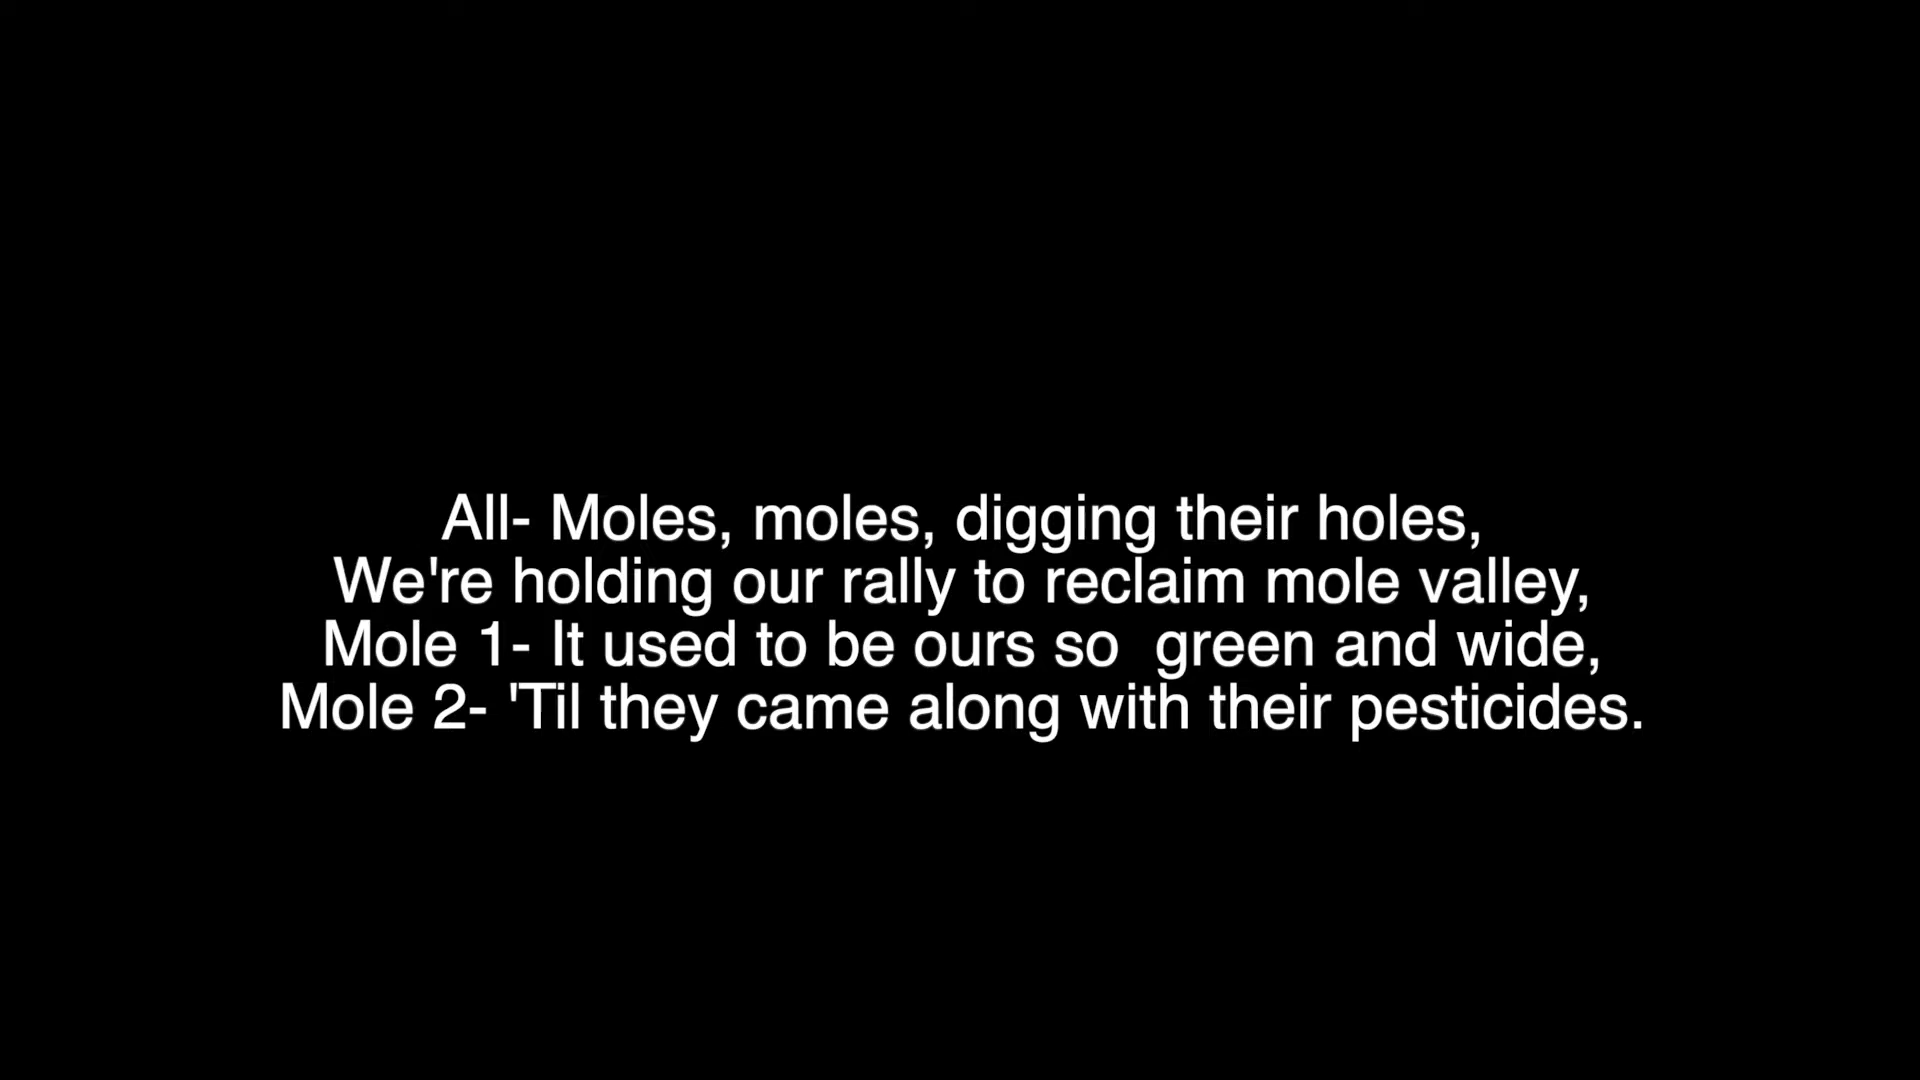 All- Moles, moles, digging their holes,
We're holding our rally to reclaim mole valley,
Mole 1- It used to be ours so  green and wide,
Mole 2- 'Til they came along with their pesticides.